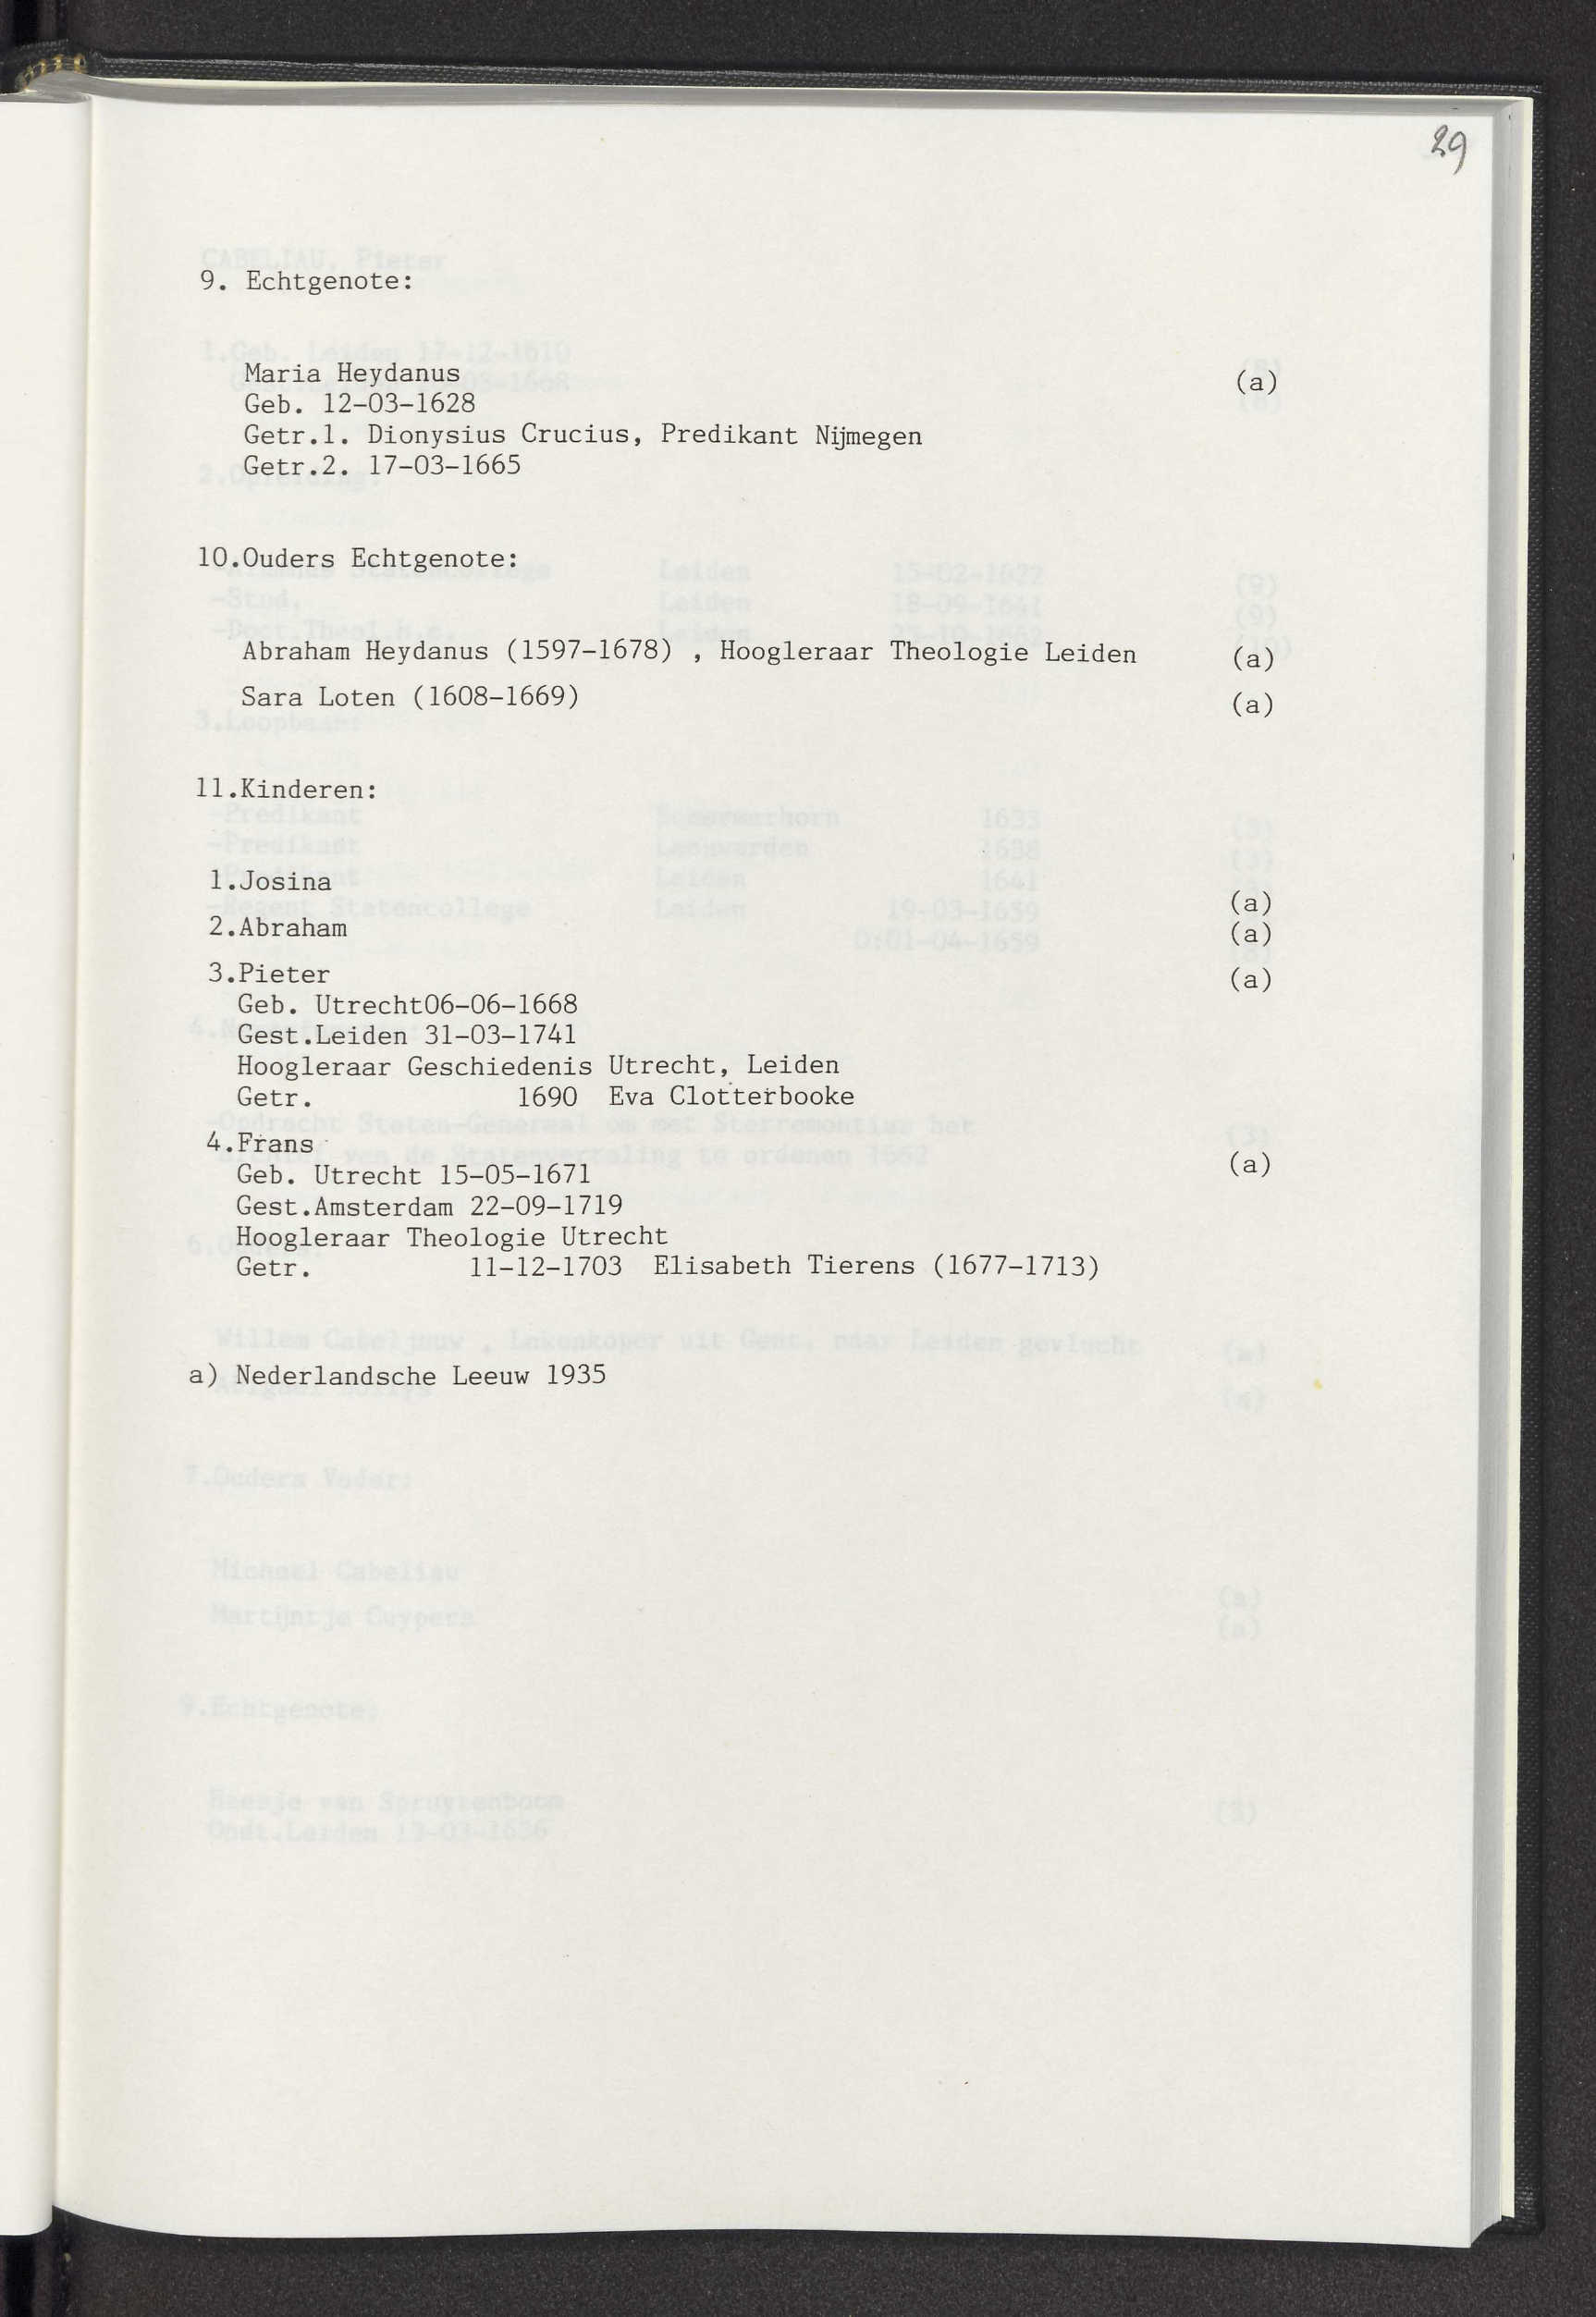 29
9. Echtgenote:
Maria Heydanus (a)
Geb. 12-03-1628
Getr.1. Dionysius Crucius, Predikant Nijmegen
Getr.2. 17-03-1665
10.Ouders Echtgenote:
Abraham Heydanus (1597-1678) , Hoogleraar Theologie Leiden (a)
Sara Loten (1608-1669) (a)
11.Kinderen:
1.Josina (a)
2.Abraham (a)
3.Pieter (a)
Geb. Utrecht06-06-1668
Gest.Leiden 31-03-1741
Hoogleraar Geschiedenis Utrecht, Leiden
Getr. 1690 Eva Clotterbooke
4.Frans (a)
Geb. Utrecht 15-05-1671
Gest.Amsterdam 22-09-1719
Hoogleraar Theologie Utrecht
Getr. 11-12-1703 Elisabeth Tierens (1677-1713)
a) Nederlandsche Leeuw 1935